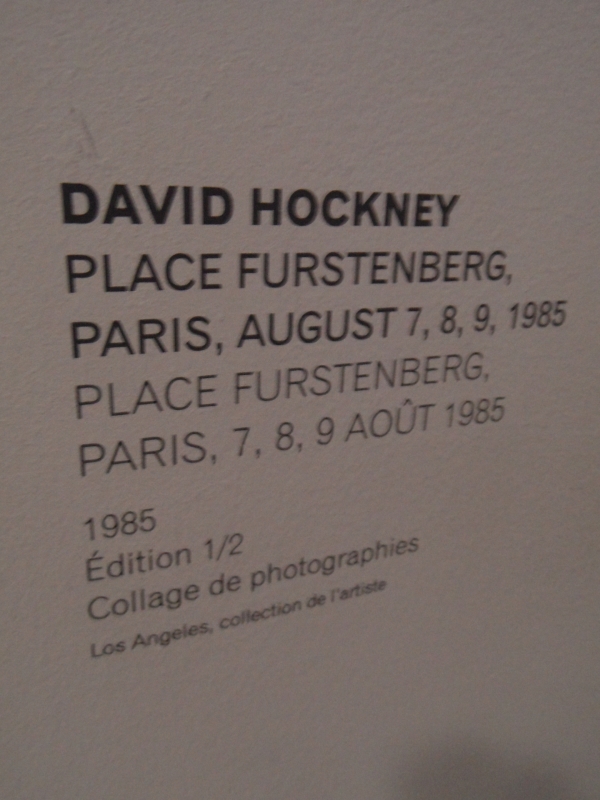 DAVID HOCKNEY
PLACE FURSTENBERG,
PARIS, AUGUST 7, 8, 9, 1985
PLACE FURSTENBERG,
PARIS, 7, 8, 9 AOÛT 1985
1985
Édition 1/2
Collage de photographies
Los Angeles, collection de l'artiste